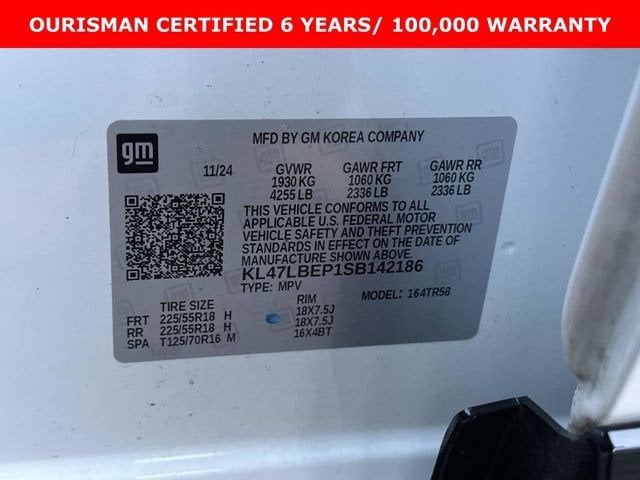 OURISMAN CERTIFIED 6 YEARS/ 100,000 WARRANTY
gm
MFD BY GM KOREA COMPANY
11/24 GVWR GAWR FRT GAWR RR
1930 KG 1060 KG 1060 KG
4255 LB 2336 LB 2336 LB
THIS VEHICLE CONFORMS TO ALL
APPLICABLE U.S. FEDERAL MOTOR
VEHICLE SAFETY AND THEFT PREVENTION
STANDARDS IN EFFECT ON THE DATE OF
MANUFACTURE SHOWN ABOVE.
KL47LBEP1SB142186
TYPE: MPV MODEL: 164TR58
TIRE SIZE RIM
FRT 225/55R18 H 18X7.5J
RR 225/55R18 H 18X7.5J
SPA T125/70R16 M 16X4BT